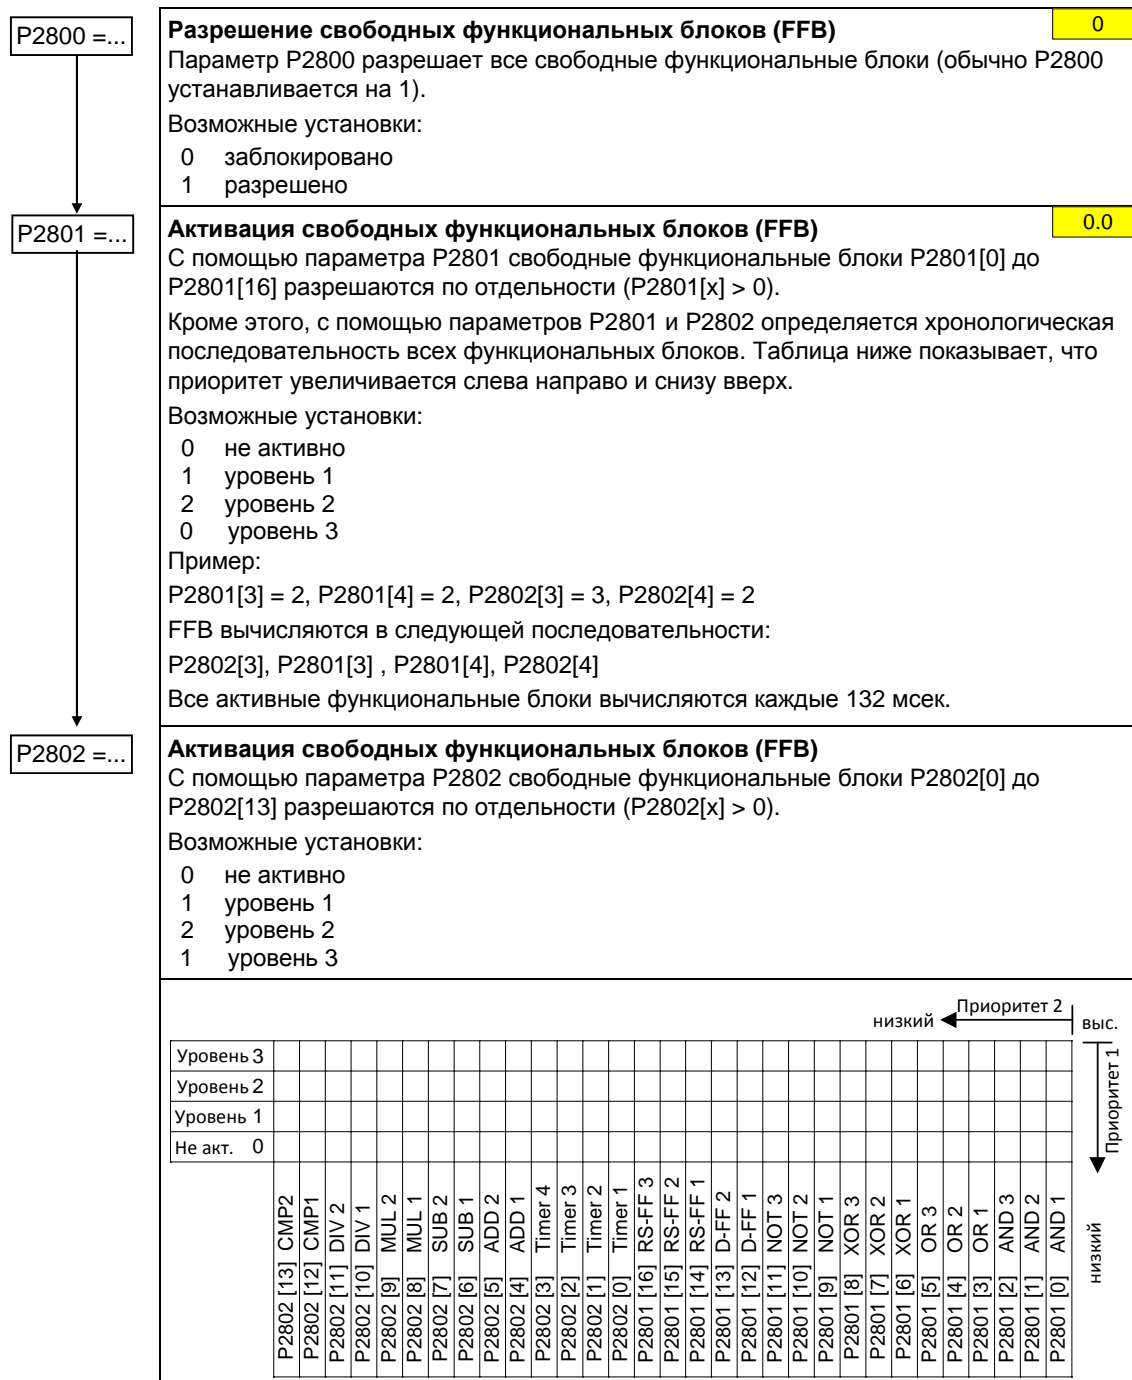 P2800 =...
Разрешение свободных функциональных блоков (FFB)
0
Параметр P2800 разрешает все свободные функциональные блоки (обычно P2800
устанавливается на 1).
Возможные установки:
0 заблокировано
1 разрешено
P2801 =...
Активация свободных функциональных блоков (FFB)
0.0
С помощью параметра P2801 свободные функциональные блоки P2801[0] до
P2801[16] разрешаются по отдельности (P2801[x] > 0).
Кроме этого, с помощью параметров P2801 и P2802 определяется хронологическая
последовательность всех функциональных блоков. Таблица ниже показывает, что
приоритет увеличивается слева направо и снизу вверх.
Возможные установки:
0 не активно
1 уровень 1
2 уровень 2
0 уровень 3
Пример:
P2801[3] = 2, P2801[4] = 2, P2802[3] = 3, P2802[4] = 2
FFB вычисляются в следующей последовательности:
P2802[3], P2801[3] , P2801[4], P2802[4]
Все активные функциональные блоки вычисляются каждые 132 мсек.
P2802 =...
Активация свободных функциональных блоков (FFB)
С помощью параметра P2802 свободные функциональные блоки P2802[0] до
P2802[13] разрешаются по отдельности (P2802[x] > 0).
Возможные установки:
0 не активно
1 уровень 1
2 уровень 2
1 уровень 3
низкий
Приоритет 2
выс.
Уровень 3
Уровень 2
Уровень 1
Не акт. 0
Приоритет 1
низкий
P2802 [13] CMP2
P2802 [12] CMP1
P2802 [11] DIV 2
P2802 [10] DIV 1
P2802 [9] MUL 2
P2802 [8] MUL 1
P2802 [7] SUB 2
P2802 [6] SUB 1
P2802 [5] ADD 2
P2802 [4] ADD 1
P2802 [3] Timer 4
P2802 [2] Timer 3
P2802 [1] Timer 2
P2802 [0] Timer 1
P2801 [16] RS-FF 3
P2801 [15] RS-FF 2
P2801 [14] RS-FF 1
P2801 [13] D-FF 2
P2801 [12] D-FF 1
P2801 [11] NOT 3
P2801 [10] NOT 2
P2801 [9] NOT 1
P2801 [8] XOR 3
P2801 [7] XOR 2
P2801 [6] XOR 1
P2801 [5] OR 3
P2801 [4] OR 2
P2801 [3] OR 1
P2801 [2] AND 3
P2801 [1] AND 2
P2801 [0] AND 1